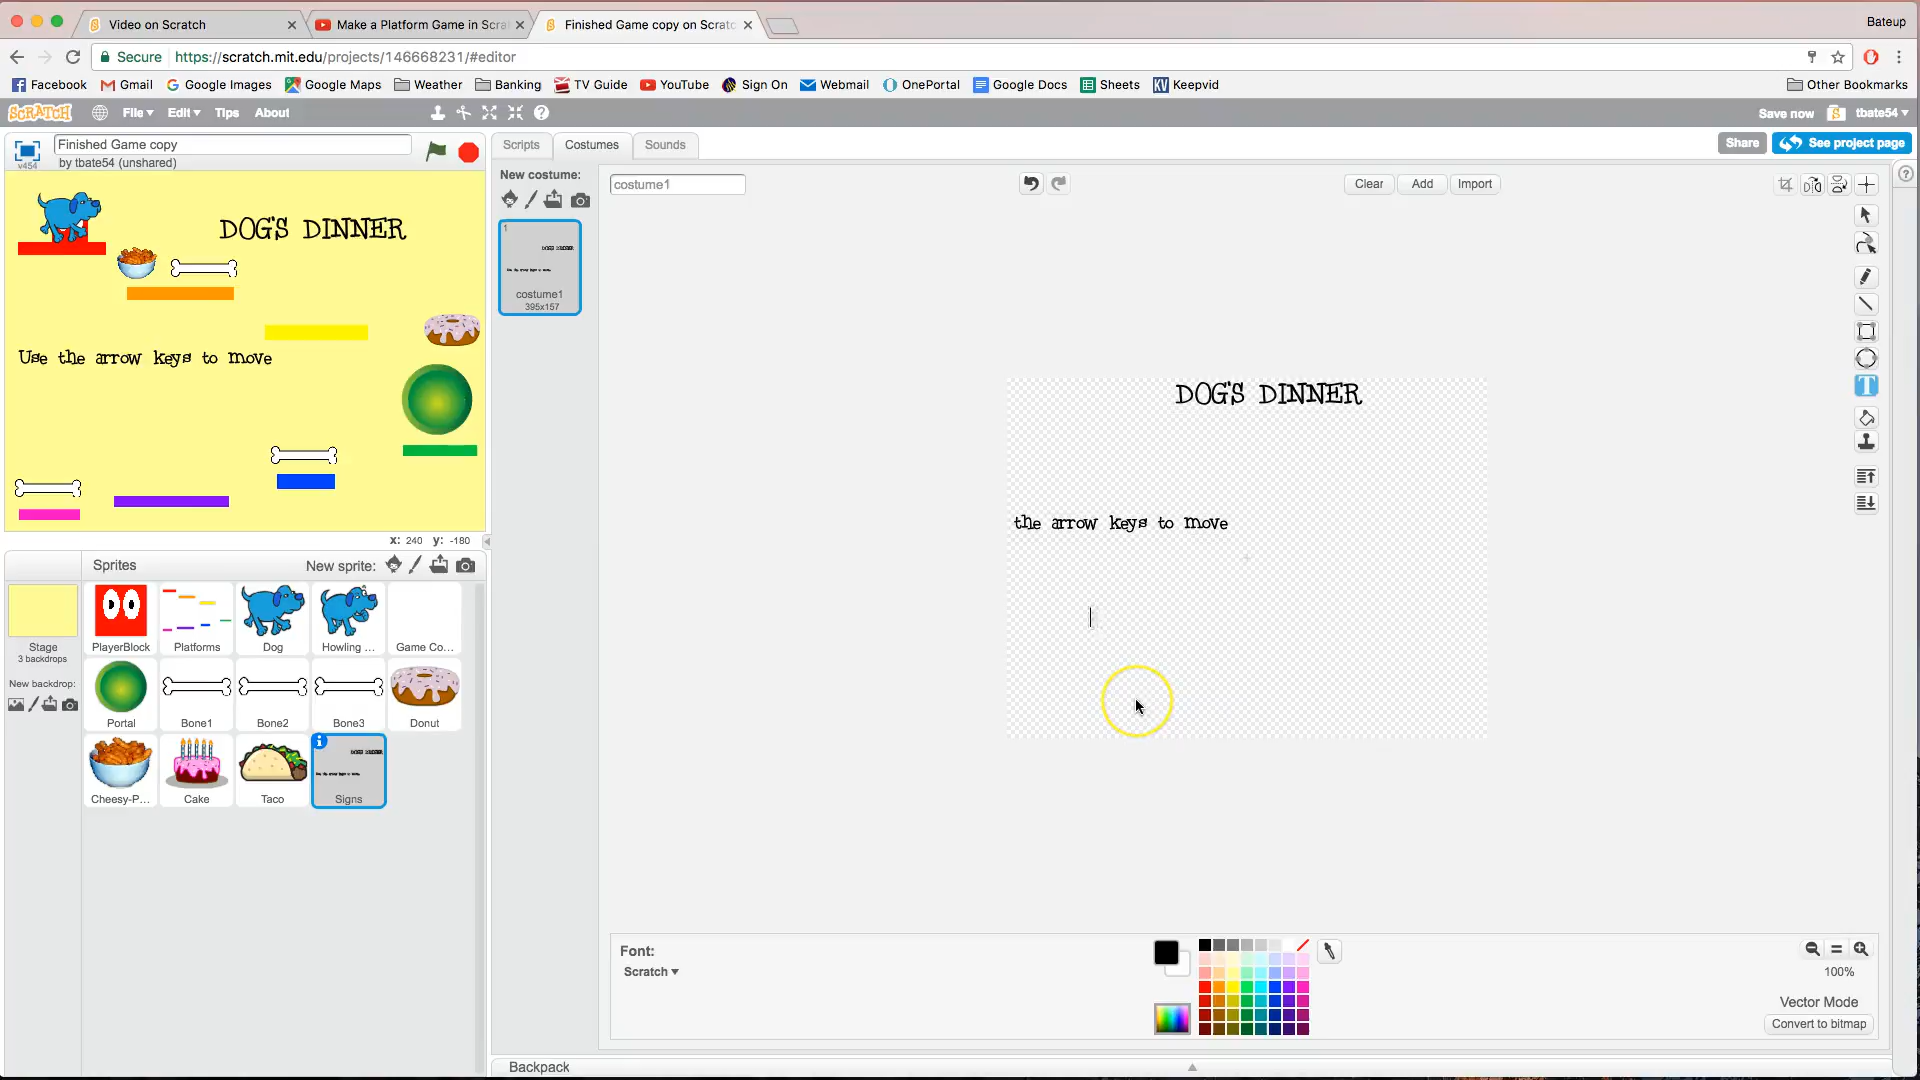 Video on Scratch
Make a Platform Game in Scra
Finished Game copy on Scratc
Bateup
Secure https://scratch.mit.edu/projects/146668231/#editor
Facebook Gmail Google Images Google Maps Weather Banking TV Guide YouTube Sign On Webmail OnePortal Google Docs Sheets Keepvid Other Bookmarks
SCRATCH File Edit Tips About Save now tbate54
Finished Game copy
by tbate54 (unshared)
v454
Scripts Costumes Sounds
Share See project page
New costume:
costume1
Clear Add Import
1
costume1
395x157
DOG'S DINNER
Use the arrow keys to move
DOG'S DINNER
the arrow keys to move
x: 240 y: -180
Sprites New sprite:
Stage
3 backdrops
New backdrop:
PlayerBlock Platforms Dog Howling ... Game Co...
Portal Bone1 Bone2 Bone3 Donut
Cheesy-P... Cake Taco Signs
Font:
Scratch
100%
Vector Mode
Convert to bitmap
Backpack